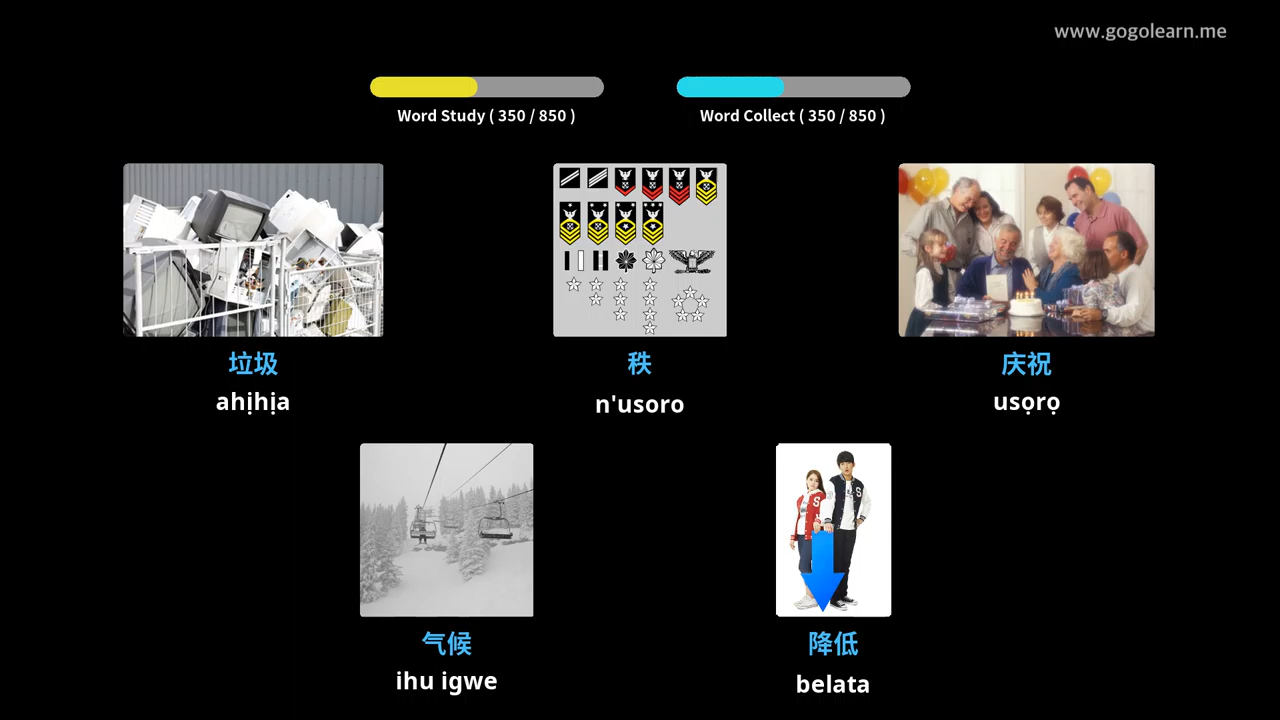 www.gogolearn.me
Word Study ( 350 / 850 )
Word Collect ( 350 / 850 )
垃圾
ahịhịa
秩
n'usoro
庆祝
usọrọ
气候
ihu igwe
降低
belata